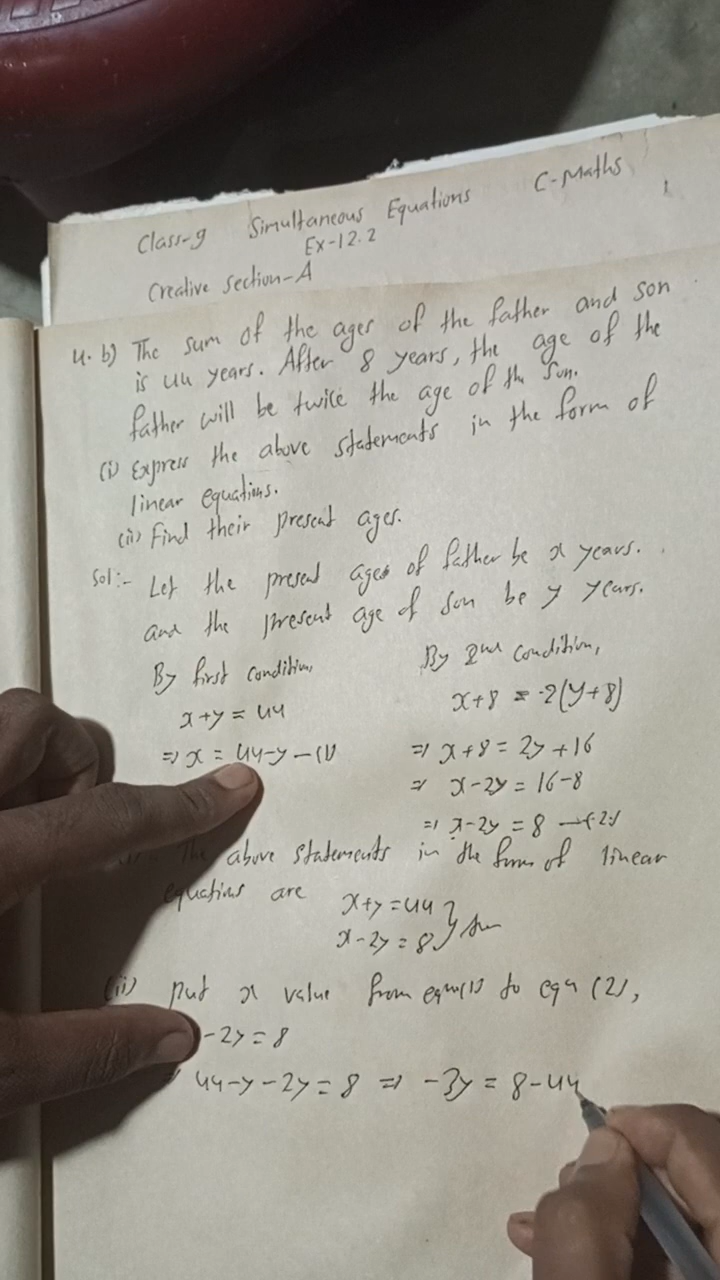 Class-9 Simultaneous Equations C-Maths
Ex-12.2
Creative section-A
4. b) The sum of the ages of the father and son
is 44 years. After 8 years, the age of the
father will be twice the age of the son.
(i) Express the above statements in the form of
linear equations.
(ii) Find their present ages.
Sol:- Let the present ages of father be x years.
and the present age of son be y years.
By first condition,
x+y = 44
=> x = 44-y -(1)
By 2nd condition,
x+8 = 2(y+8)
=> x+8 = 2y+16
=> x-2y = 16-8
=> x-2y = 8 -(2)
The above statements in the form of linear
equations are x+y = 44
x-2y = 8
(ii) put x value from eqn(1) to eqn (2),
-2y = 8
44-y-2y = 8 => -3y = 8-44